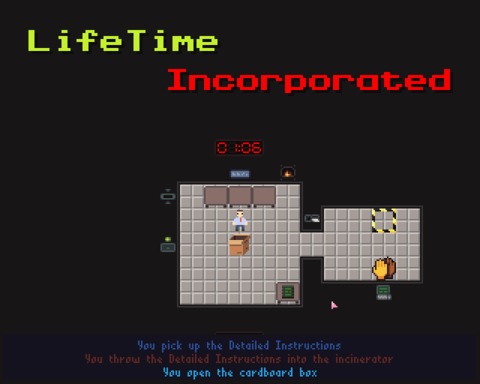 LifeTime
Incorporated
01:06
You pick up the Detailed Instructions
You throw the Detailed Instructions into the incinerator
You open the cardboard box